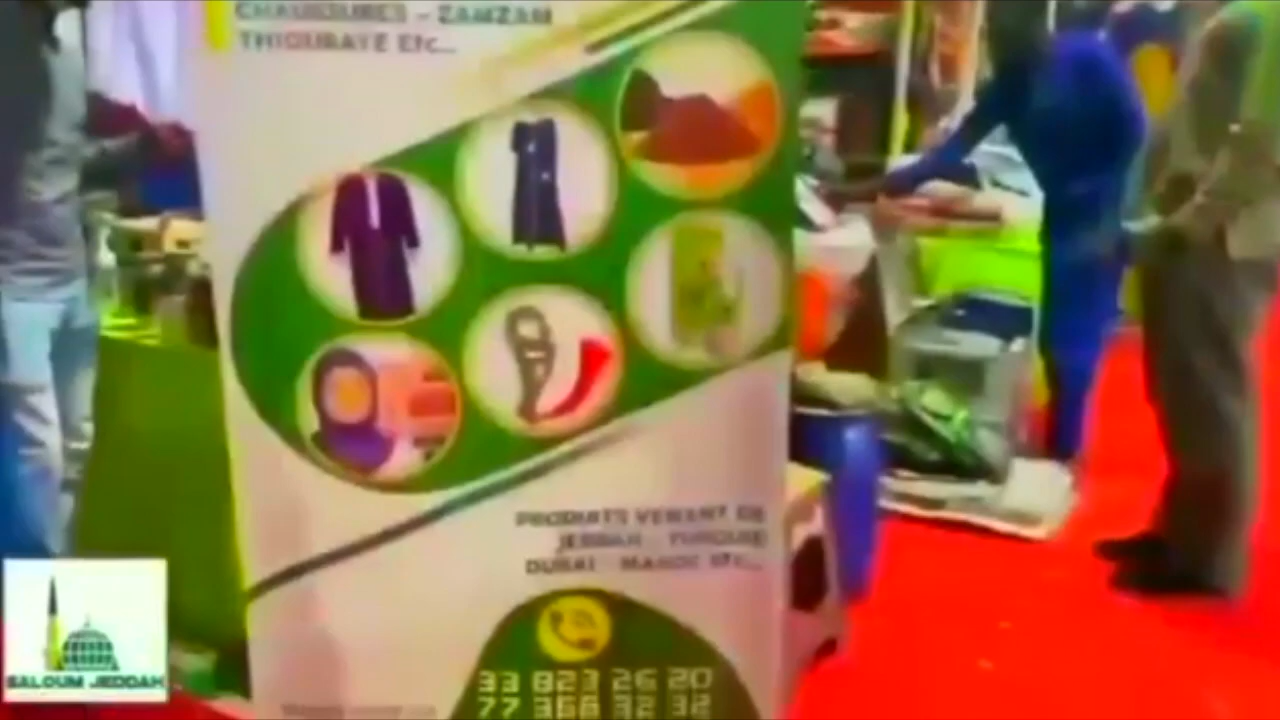 CHAUSSURES - ZAMZAM
THIOURAYE Etc...
PRODUITS VENANT DE
JEDDAH - TURQUIE
DUBAI - MAROC Etc...
33 823 26 20
77 366 32 32
SALOUM JEDDAH